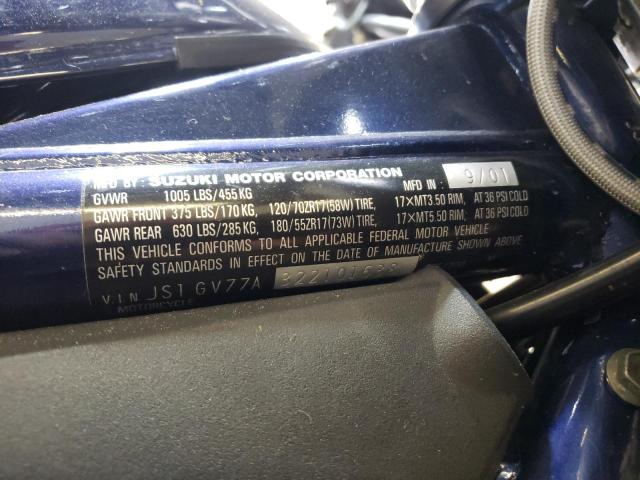 MFD BY: SUZUKI MOTOR CORPORATION MFD IN 9/01
GVWR 1005 LBS/455 KG
GAWR FRONT 375 LBS/170 KG, 120/70ZR17(58W) TIRE, 17×MT3.50 RIM, AT 36 PSI COLD
GAWR REAR 630 LBS/285 KG, 180/55ZR17(73W) TIRE, 17×MT5.50 RIM, AT 36 PSI COLD
THIS VEHICLE CONFORMS TO ALL APPLICABLE FEDERAL MOTOR VEHICLE
SAFETY STANDARDS IN EFFECT ON THE DATE OF MANUFACTURE SHOWN ABOVE
V.I.N JS1GV77A322101638
MOTORCYCLE